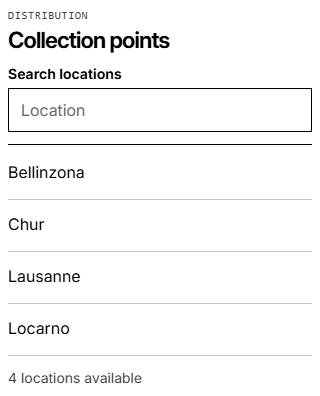 DISTRIBUTION
Collection points
Search locations
Location
Bellinzona
Chur
Lausanne
Locarno
4 locations available